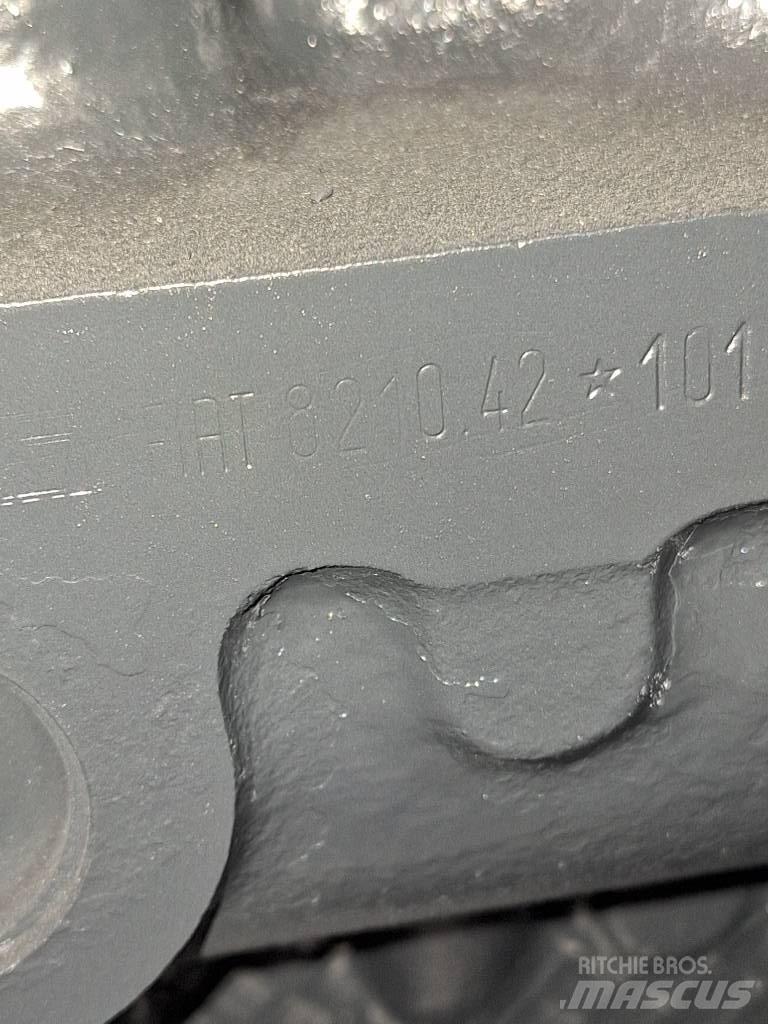 FIAT 8210.42 ☆ 101
RITCHIE BROS.
MASCUS